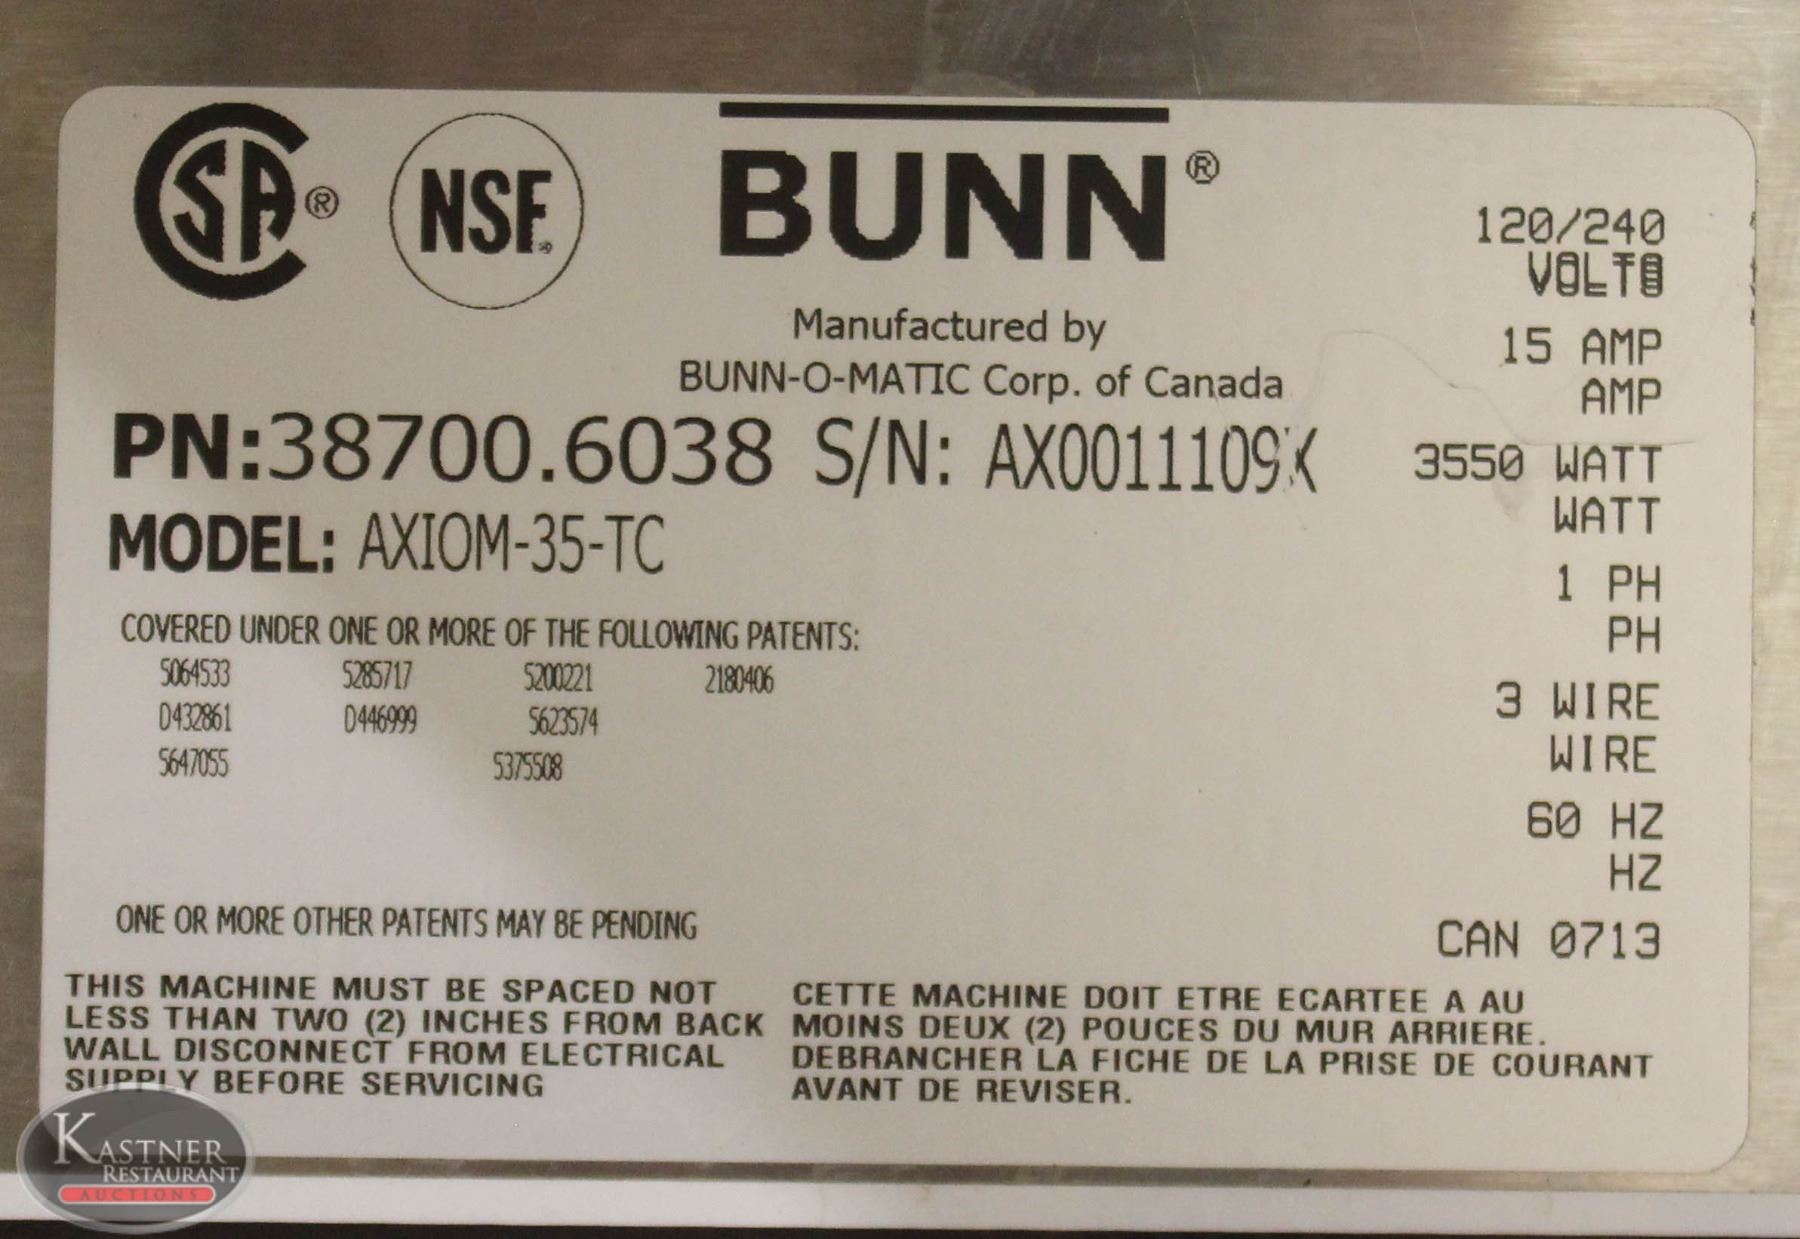 CSA®
NSF®
BUNN®
Manufactured by
BUNN-O-MATIC Corp. of Canada
PN:38700.6038 S/N: AX0011109K
MODEL: AXIOM-35-TC
COVERED UNDER ONE OR MORE OF THE FOLLOWING PATENTS:
5064533 5285717 5200221 2180406
D432861 D446999 5623574
5647055 5375508
ONE OR MORE OTHER PATENTS MAY BE PENDING
120/240
VOLTS
15 AMP
AMP
3550 WATT
WATT
1 PH
PH
3 WIRE
WIRE
60 HZ
HZ
CAN 0713
THIS MACHINE MUST BE SPACED NOT
LESS THAN TWO (2) INCHES FROM BACK
WALL DISCONNECT FROM ELECTRICAL
SUPPLY BEFORE SERVICING
CETTE MACHINE DOIT ETRE ECARTEE A AU
MOINS DEUX (2) POUCES DU MUR ARRIERE.
DEBRANCHER LA FICHE DE LA PRISE DE COURANT
AVANT DE REVISER.
KASTNER
RESTAURANT
AUCTIONS